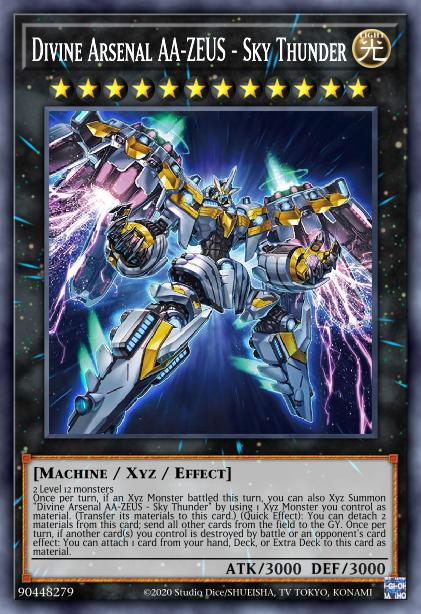 Divine Arsenal AA-ZEUS - Sky Thunder
LIGHT
光
[Machine / Xyz / Effect]
2 Level 12 monsters
Once per turn, if an Xyz Monster battled this turn, you can also Xyz Summon
"Divine Arsenal AA-ZEUS - Sky Thunder" by using 1 Xyz Monster you control as
material. (Transfer its materials to this card.) (Quick Effect): You can detach 2
materials from this card; send all other cards from the field to the GY. Once per
turn, if another card(s) you control is destroyed by battle or an opponent's card
effect: You can attach 1 card from your hand, Deck, or Extra Deck to this card as
material.
ATK/3000 DEF/3000
90448279
©2020 Studio Dice/SHUEISHA, TV TOKYO, KONAMI